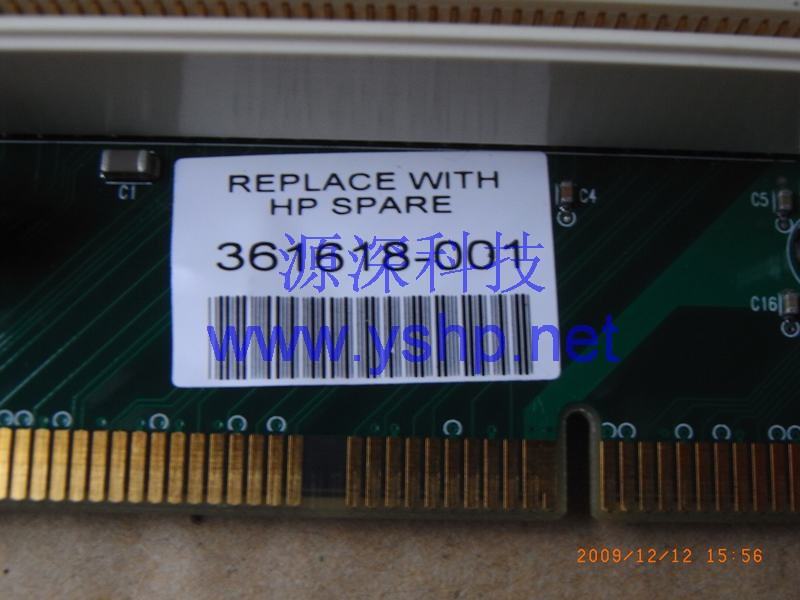 C1
REPLACE WITH
HP SPARE
361618-001
源深科技
www.yshp.net
C4
C5
C16
2009/12/12 15:56